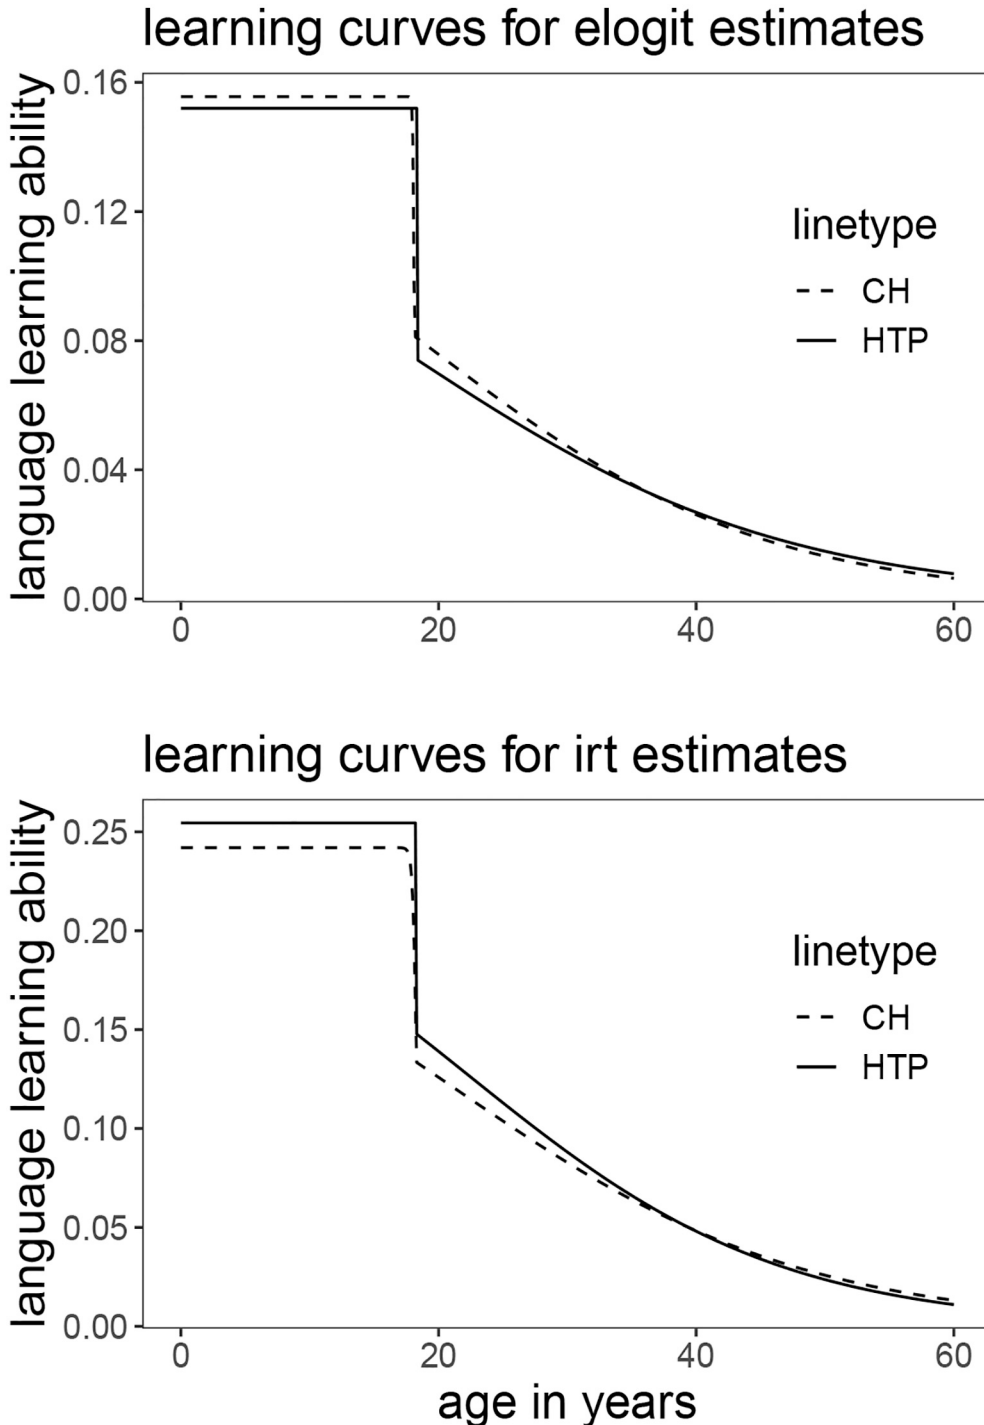 learning curves for elogit estimates
language learning ability
0.16
0.12
0.08
0.04
0.00
0
20
40
60
linetype
CH
HTP
learning curves for irt estimates
language learning ability
0.25
0.20
0.15
0.10
0.05
0.00
0
20
40
60
linetype
CH
HTP
age in years